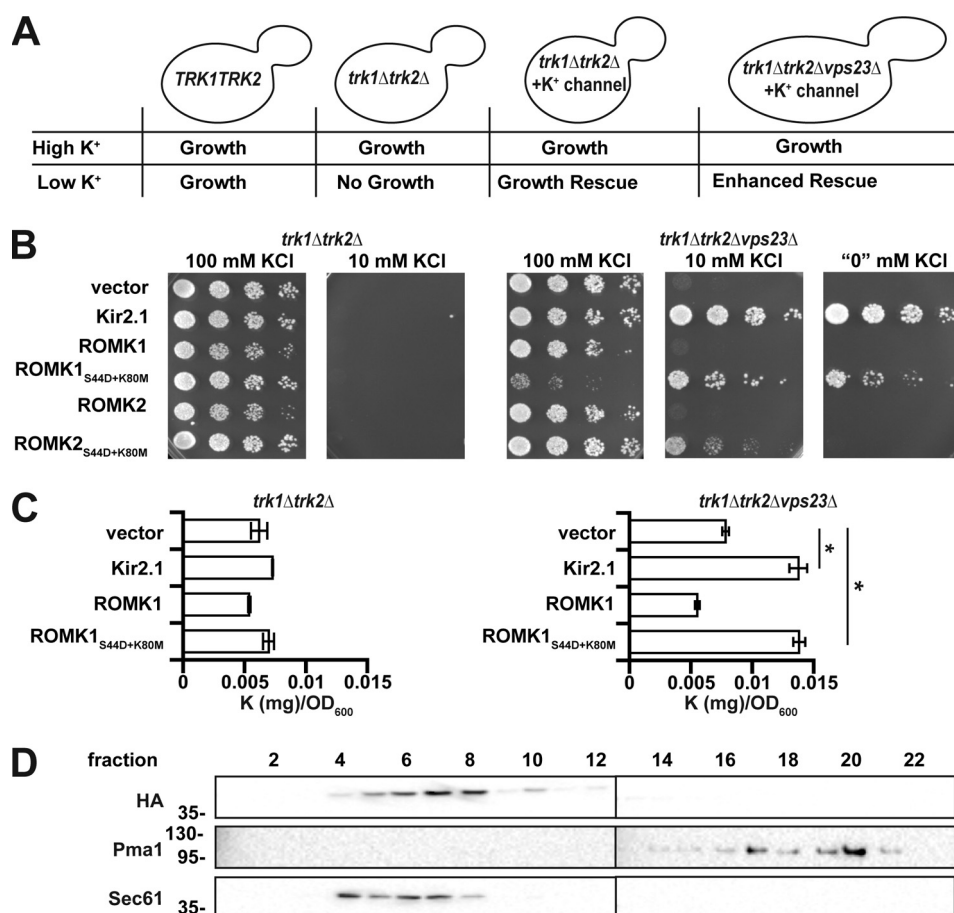 A
TRK1TRK2
trk1Δtrk2Δ
trk1Δtrk2Δ
+K⁺ channel
trk1Δtrk2Δvps23Δ
+K⁺ channel
High K⁺ Growth Growth Growth Growth
Low K⁺ Growth No Growth Growth Rescue Enhanced Rescue
B
trk1Δtrk2Δ trk1Δtrk2Δvps23Δ
100 mM KCl 10 mM KCl 100 mM KCl 10 mM KCl “0” mM KCl
vector
Kir2.1
ROMK1
ROMK1S44D+K80M
ROMK2
ROMK2S44D+K80M
C
trk1Δtrk2Δ
vector
Kir2.1
ROMK1
ROMK1S44D+K80M
0 0.005 0.01 0.015
K (mg)/OD600
trk1Δtrk2Δvps23Δ
vector
Kir2.1
ROMK1
ROMK1S44D+K80M
*
*
0 0.005 0.01 0.015
K (mg)/OD600
D
fraction 2 4 6 8 10 12 14 16 18 20 22
HA 35-
Pma1 130-
95-
Sec61 35-